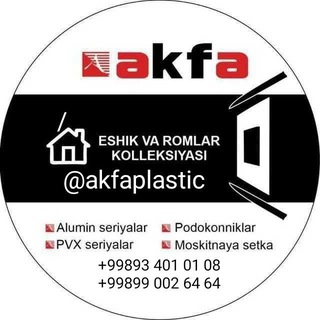 akfa
ESHIK VA ROMLAR
KOLLEKSIYASI
@akfaplastic
Alumin seriyalar
Podokonniklar
PVX seriyalar
Moskitnaya setka
+99893 401 01 08
+99899 002 64 64